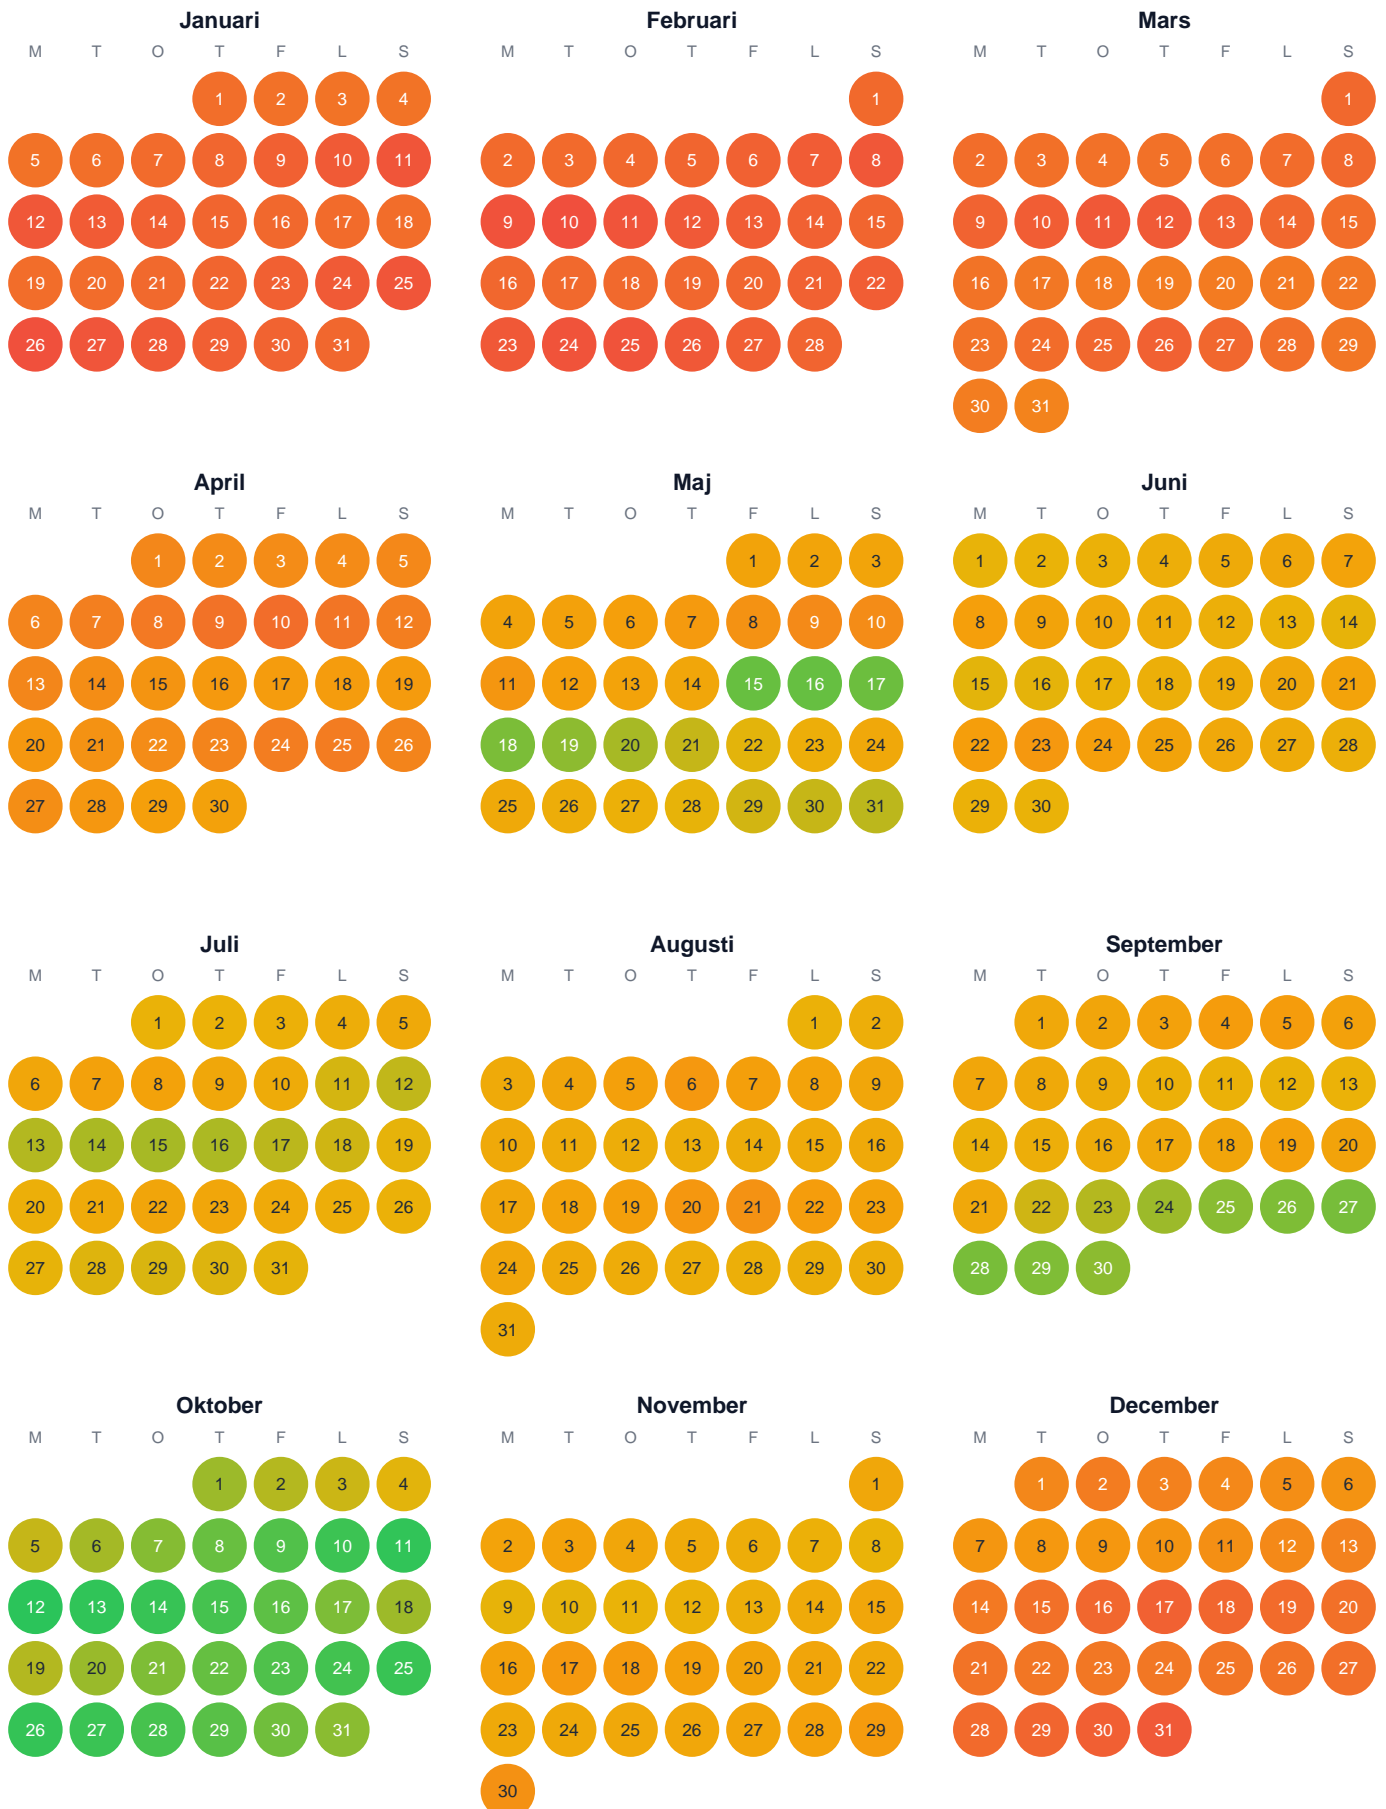 Januari
M T O T F L S
1 2 3 4
5 6 7 8 9 10 11
12 13 14 15 16 17 18
19 20 21 22 23 24 25
26 27 28 29 30 31
Februari
M T O T F L S
1
2 3 4 5 6 7 8
9 10 11 12 13 14 15
16 17 18 19 20 21 22
23 24 25 26 27 28
Mars
M T O T F L S
1
2 3 4 5 6 7 8
9 10 11 12 13 14 15
16 17 18 19 20 21 22
23 24 25 26 27 28 29
30 31
April
M T O T F L S
1 2 3 4 5
6 7 8 9 10 11 12
13 14 15 16 17 18 19
20 21 22 23 24 25 26
27 28 29 30
Maj
M T O T F L S
1 2 3
4 5 6 7 8 9 10
11 12 13 14 15 16 17
18 19 20 21 22 23 24
25 26 27 28 29 30 31
Juni
M T O T F L S
1 2 3 4 5 6 7
8 9 10 11 12 13 14
15 16 17 18 19 20 21
22 23 24 25 26 27 28
29 30
Juli
M T O T F L S
1 2 3 4 5
6 7 8 9 10 11 12
13 14 15 16 17 18 19
20 21 22 23 24 25 26
27 28 29 30 31
Augusti
M T O T F L S
1 2
3 4 5 6 7 8 9
10 11 12 13 14 15 16
17 18 19 20 21 22 23
24 25 26 27 28 29 30
31
September
M T O T F L S
1 2 3 4 5 6
7 8 9 10 11 12 13
14 15 16 17 18 19 20
21 22 23 24 25 26 27
28 29 30
Oktober
M T O T F L S
1 2 3 4
5 6 7 8 9 10 11
12 13 14 15 16 17 18
19 20 21 22 23 24 25
26 27 28 29 30 31
November
M T O T F L S
1
2 3 4 5 6 7 8
9 10 11 12 13 14 15
16 17 18 19 20 21 22
23 24 25 26 27 28 29
30
December
M T O T F L S
1 2 3 4 5 6
7 8 9 10 11 12 13
14 15 16 17 18 19 20
21 22 23 24 25 26 27
28 29 30 31